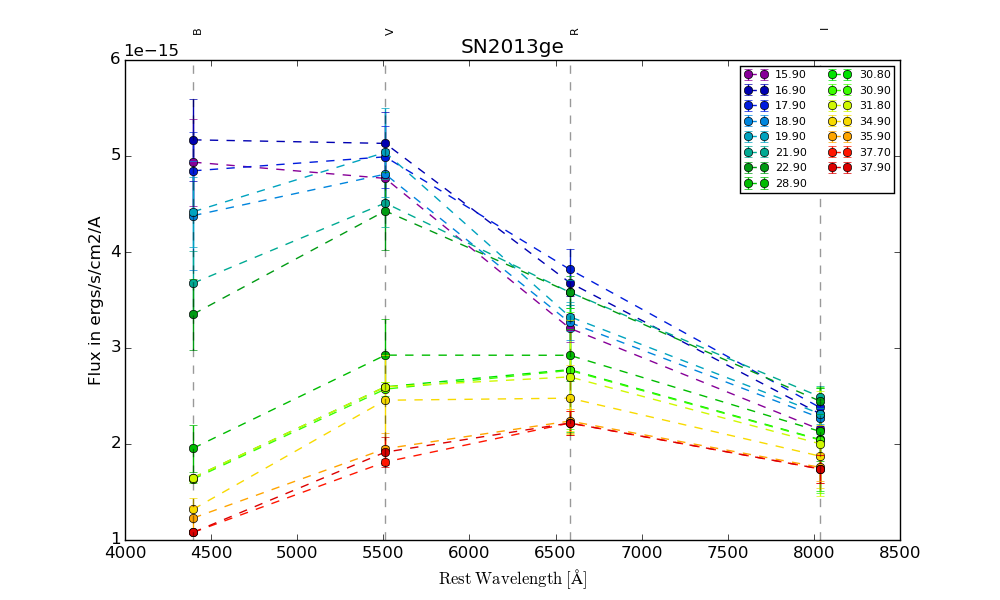 B V R I
SN2013ge
1e−15
6
5
4
3
2
1
Flux in ergs/s/cm2/A
4000 4500 5000 5500 6000 6500 7000 7500 8000 8500
Rest Wavelength [Å]
15.90 30.80
16.90 30.90
17.90 31.80
18.90 34.90
19.90 35.90
21.90 37.70
22.90 37.90
28.90